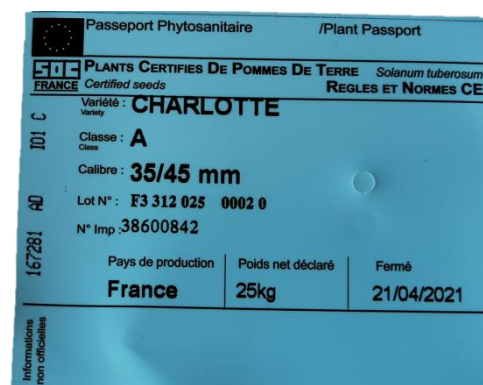 Passeport Phytosanitaire /Plant Passport
SOC PLANTS CERTIFIES DE POMMES DE TERRE Solanum tuberosum
FRANCE Certified seeds REGLES ET NORMES CE
Variété : CHARLOTTE
Variety
Classe : A
Class
Calibre : 35/45 mm
Lot N° : F3 312 025 0002 0
N° Imp :38600842
Pays de production Poids net déclaré Fermé
France 25kg 21/04/2021
167281 AD I01 C
Informations
non officielles